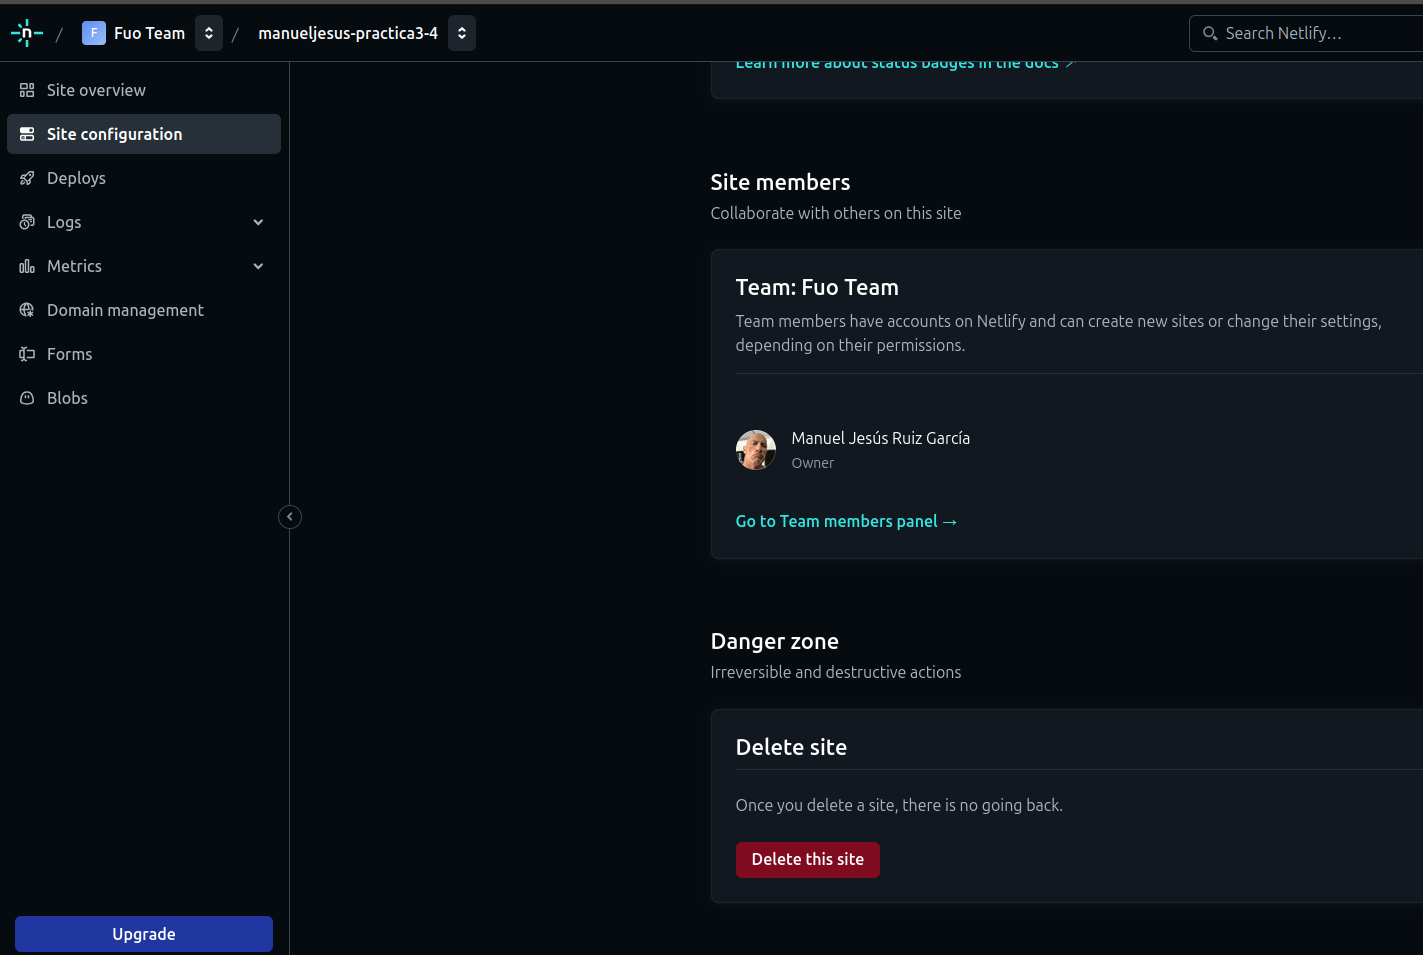 n / F Fuo Team / manueljesus-practica3-4
Search Netlify...
Site overview
Site configuration
Deploys
Logs
Metrics
Domain management
Forms
Blobs
Upgrade
Learn more about status badges in the docs
Site members
Collaborate with others on this site
Team: Fuo Team
Team members have accounts on Netlify and can create new sites or change their settings,
depending on their permissions.
Manuel Jesús Ruiz García
Owner
Go to Team members panel →
Danger zone
Irreversible and destructive actions
Delete site
Once you delete a site, there is no going back.
Delete this site